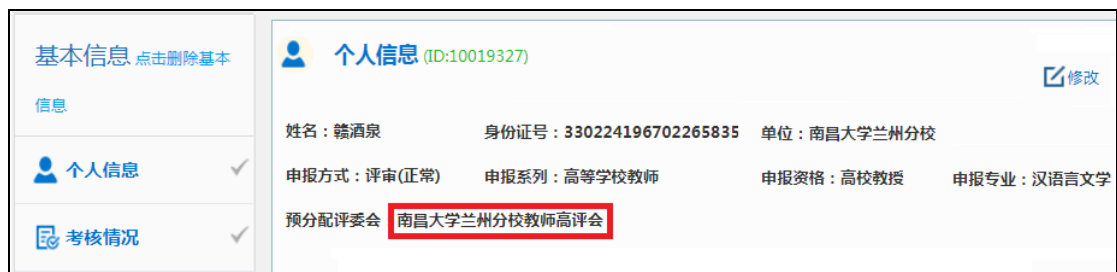 基本信息 点击删除基本
信息
个人信息
考核情况
个人信息 (ID:10019327)
修改
姓名：赣酒泉 身份证号：330224196702265835 单位：南昌大学兰州分校
申报方式：评审(正常) 申报系列：高等学校教师 申报资格：高校教授 申报专业：汉语言文学
预分配评委会 南昌大学兰州分校教师高评会